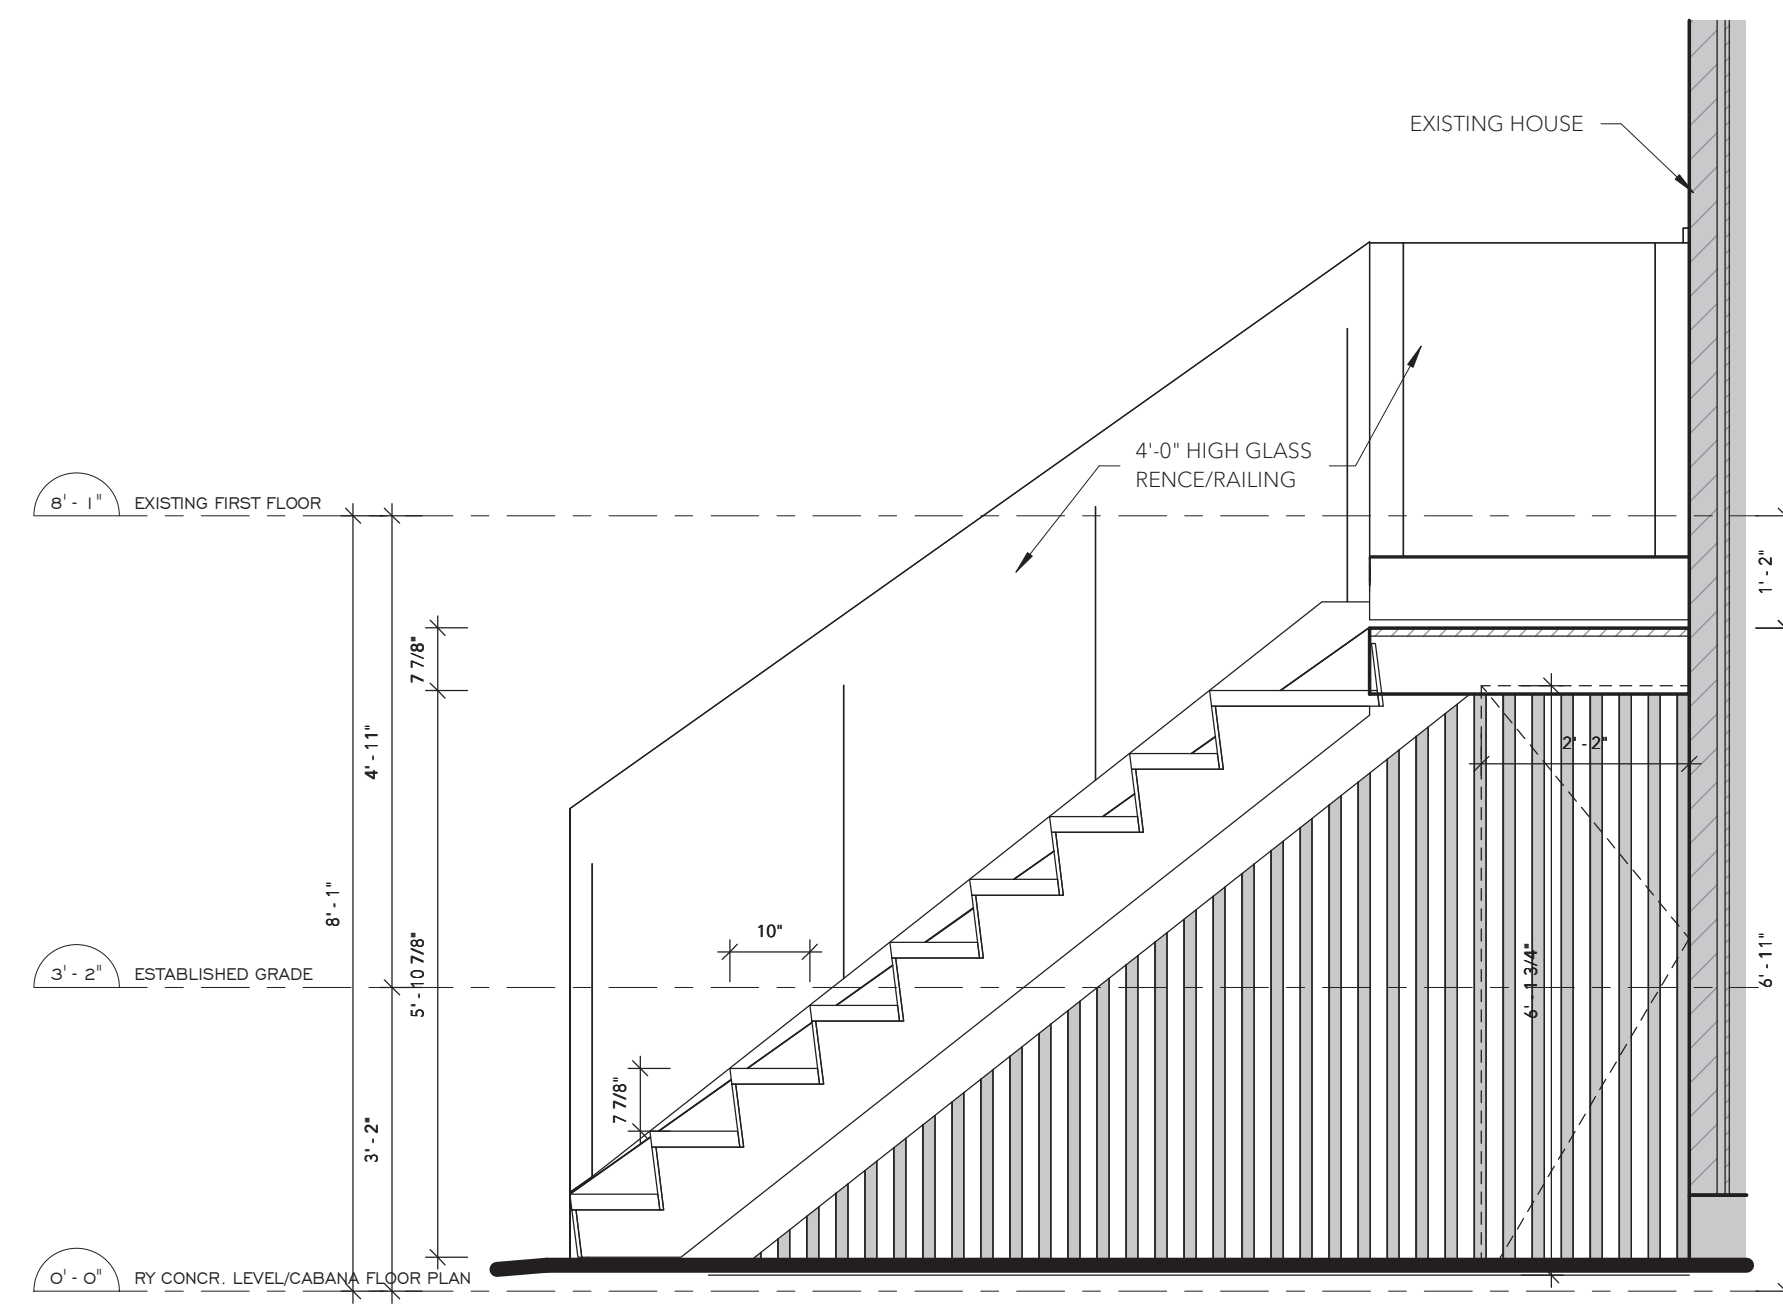 EXISTING HOUSE
4'-0" HIGH GLASS
RENCE/RAILING
8' - 1" EXISTING FIRST FLOOR
1' - 2"
7 7/8"
4' - 11"
2' - 2"
8' - 1"
10"
3' - 2" ESTABLISHED GRADE
5' - 10 7/8"
6' - 1 3/4"
6' - 11"
7 7/8"
3' - 2"
0' - 0" RY CONCR. LEVEL/CABANA FLOOR PLAN